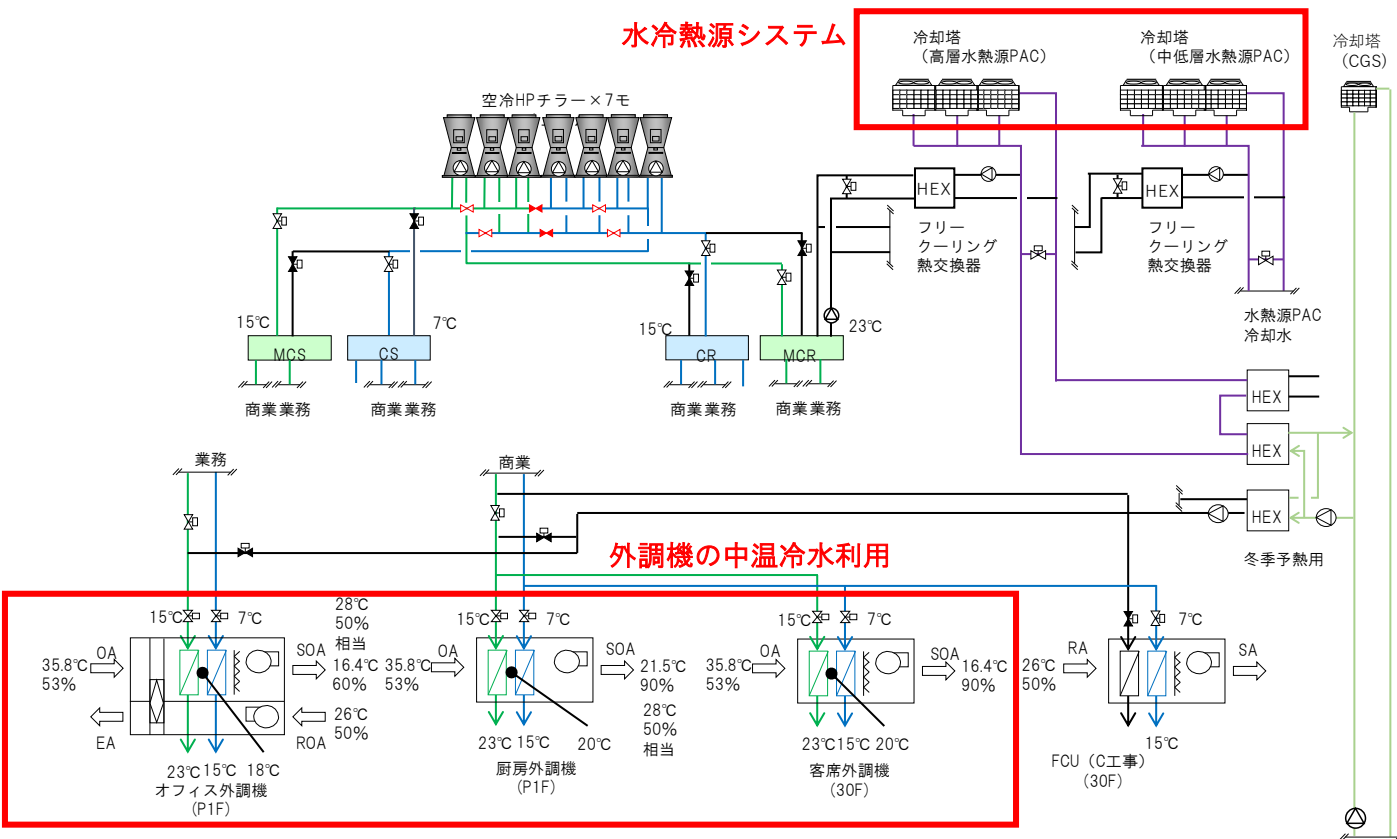 水冷熱源システム
冷却塔
（高層水熱源PAC）
冷却塔
（中低層水熱源PAC）
冷却塔
（CGS）
空冷HPチラー×7モ
HEX
フリー
クーリング
熱交換器
HEX
フリー
クーリング
熱交換器
水熱源PAC
冷却水
15℃
MCS
7℃
CS
15℃
CR
23℃
MCR
商業業務
商業業務
商業業務
商業業務
HEX
HEX
HEX
冬季予熱用
業務
商業
外調機の中温冷水利用
15℃
7℃
28℃
50%
相当
OA
35.8℃
53%
SOA
16.4℃
60%
EA
ROA
26℃
50%
23℃
15℃
18℃
オフィス外調機
(P1F)
15℃
7℃
OA
35.8℃
53%
SOA
21.5℃
90%
28℃
50%
相当
23℃
15℃
20℃
厨房外調機
(P1F)
15℃
7℃
OA
35.8℃
53%
SOA
16.4℃
90%
23℃
15℃
20℃
客席外調機
(30F)
7℃
RA
26℃
50%
SA
15℃
FCU（C工事）
(30F)